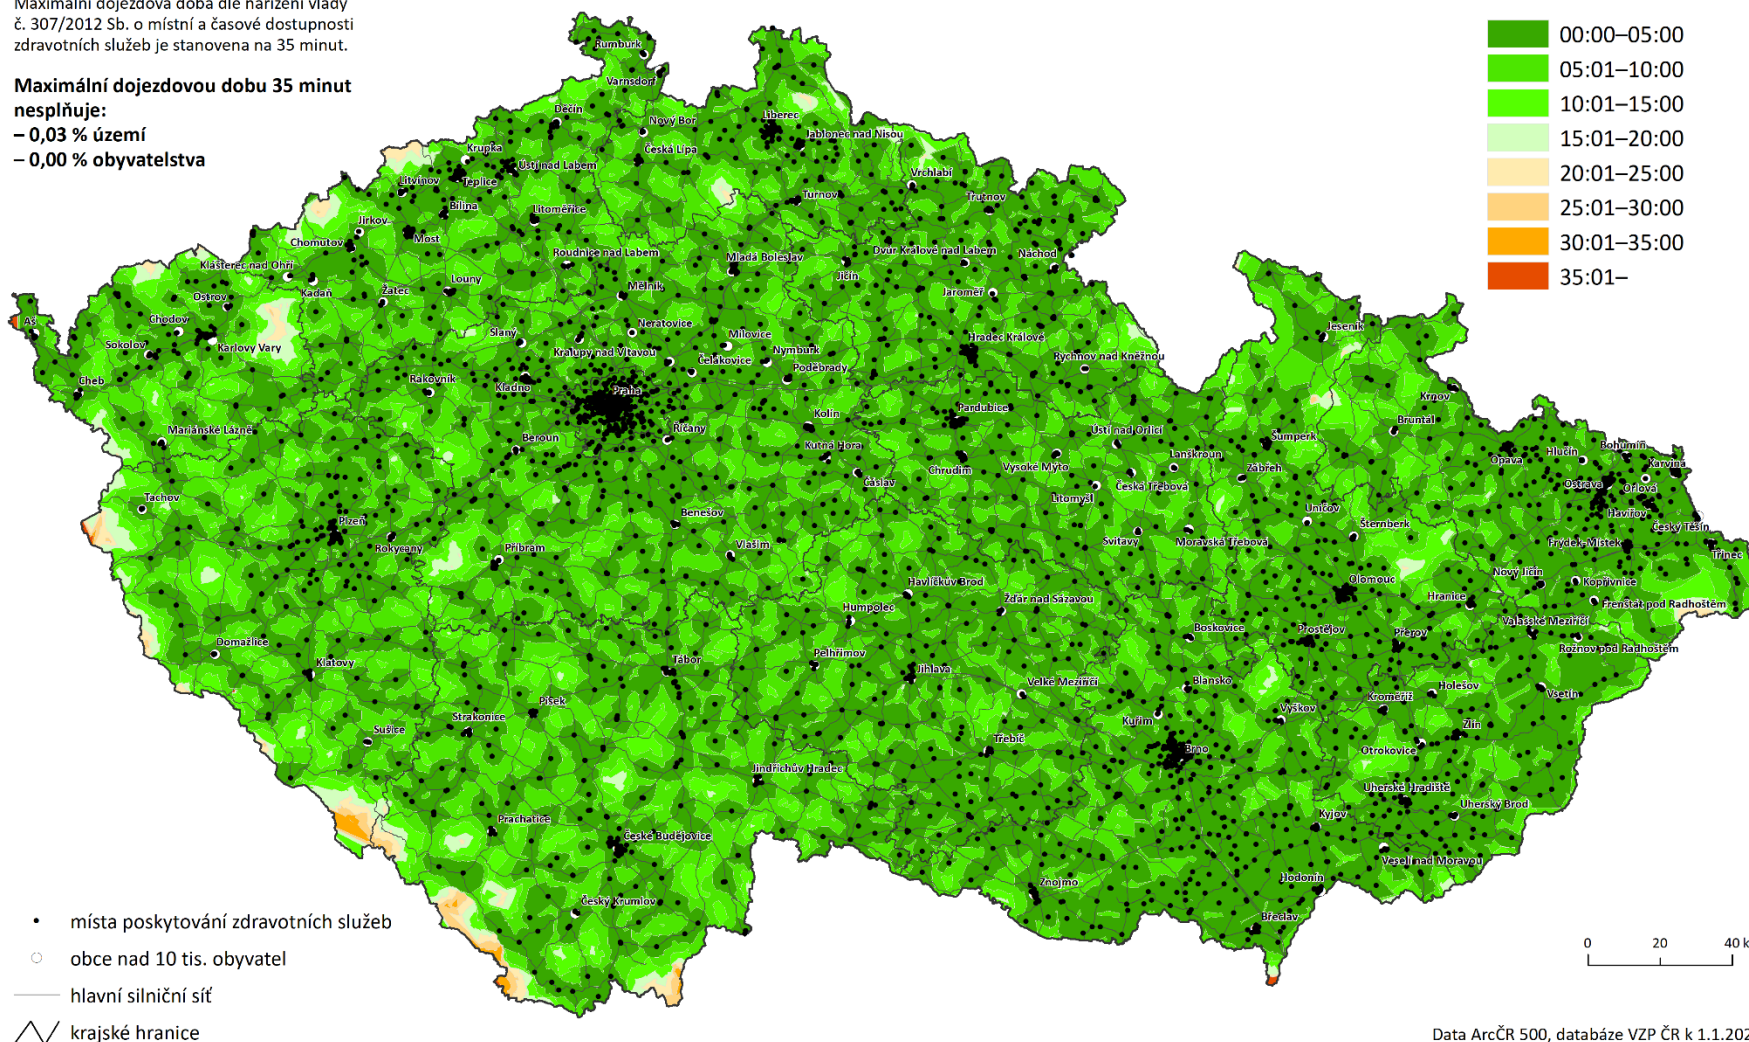 Maximální dojezdová doba dle nařízení vlády
č. 307/2012 Sb. o místní a časové dostupnosti
zdravotních služeb je stanovena na 35 minut.
Maximální dojezdovou dobu 35 minut
nesplňuje:
– 0,03 % území
– 0,00 % obyvatelstva
00:00–05:00
05:01–10:00
10:01–15:00
15:01–20:00
20:01–25:00
25:01–30:00
30:01–35:00
35:01–
Rumburk
Varnsdorf
Děčín
Nový Bor
Liberec
Jablonec nad Nisou
Krupka
Česká Lípa
Ústí nad Labem
Litvínov
Teplice
Vrchlabí
Turnov
Trutnov
Bílina
Litoměřice
Jirkov
Chomutov
Most
Roudnice nad Labem
Mladá Boleslav
Dvůr Králové nad Labem
Náchod
Klášterec nad Ohří
Jičín
Kadaň
Louny
Žatec
Mělník
Jaroměř
Ostrov
Aš
Chodov
Slaný
Neratovice
Milovice
Hradec Králové
Jeseník
Sokolov
Karlovy Vary
Kralupy nad Vltavou
Čelákovice
Nymburk
Poděbrady
Rychnov nad Kněžnou
Cheb
Rakovník
Kladno
Praha
Krnov
Kolín
Pardubice
Bruntál
Mariánské Lázně
Beroun
Říčany
Kutná Hora
Ústí nad Orlicí
Šumperk
Bohumín
Opava
Hlučín
Karviná
Chrudim
Vysoké Mýto
Lanškroun
Zábřeh
Čáslav
Česká Třebová
Ostrava
Orlová
Tachov
Litomyšl
Uničov
Havířov
Benešov
Plzeň
Šternberk
Český Těšín
Rokycany
Příbram
Vlašim
Svitavy
Moravská Třebová
Frýdek-Místek
Třinec
Havlíčkův Brod
Olomouc
Nový Jičín
Kopřivnice
Humpolec
Žďár nad Sázavou
Hranice
Frenštát pod Radhoštěm
Boskovice
Prostějov
Přerov
Valašské Meziříčí
Domažlice
Rožnov pod Radhoštěm
Klatovy
Tábor
Pelhřimov
Jihlava
Velké Meziříčí
Blansko
Holešov
Vsetín
Písek
Kroměříž
Strakonice
Kuřim
Vyškov
Zlín
Sušice
Třebíč
Brno
Otrokovice
Jindřichův Hradec
Uherské Hradiště
Uherský Brod
Prachatice
Kyjov
České Budějovice
Veselí nad Moravou
Znojmo
Hodonín
Český Krumlov
Břeclav
místa poskytování zdravotních služeb
obce nad 10 tis. obyvatel
hlavní silniční síť
krajské hranice
0 20 40 k
Data ArcČR 500, databáze VZP ČR k 1.1.202